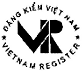 ĐĂNG KIỂM VIỆT NAM
VR
VIETNAM REGISTER